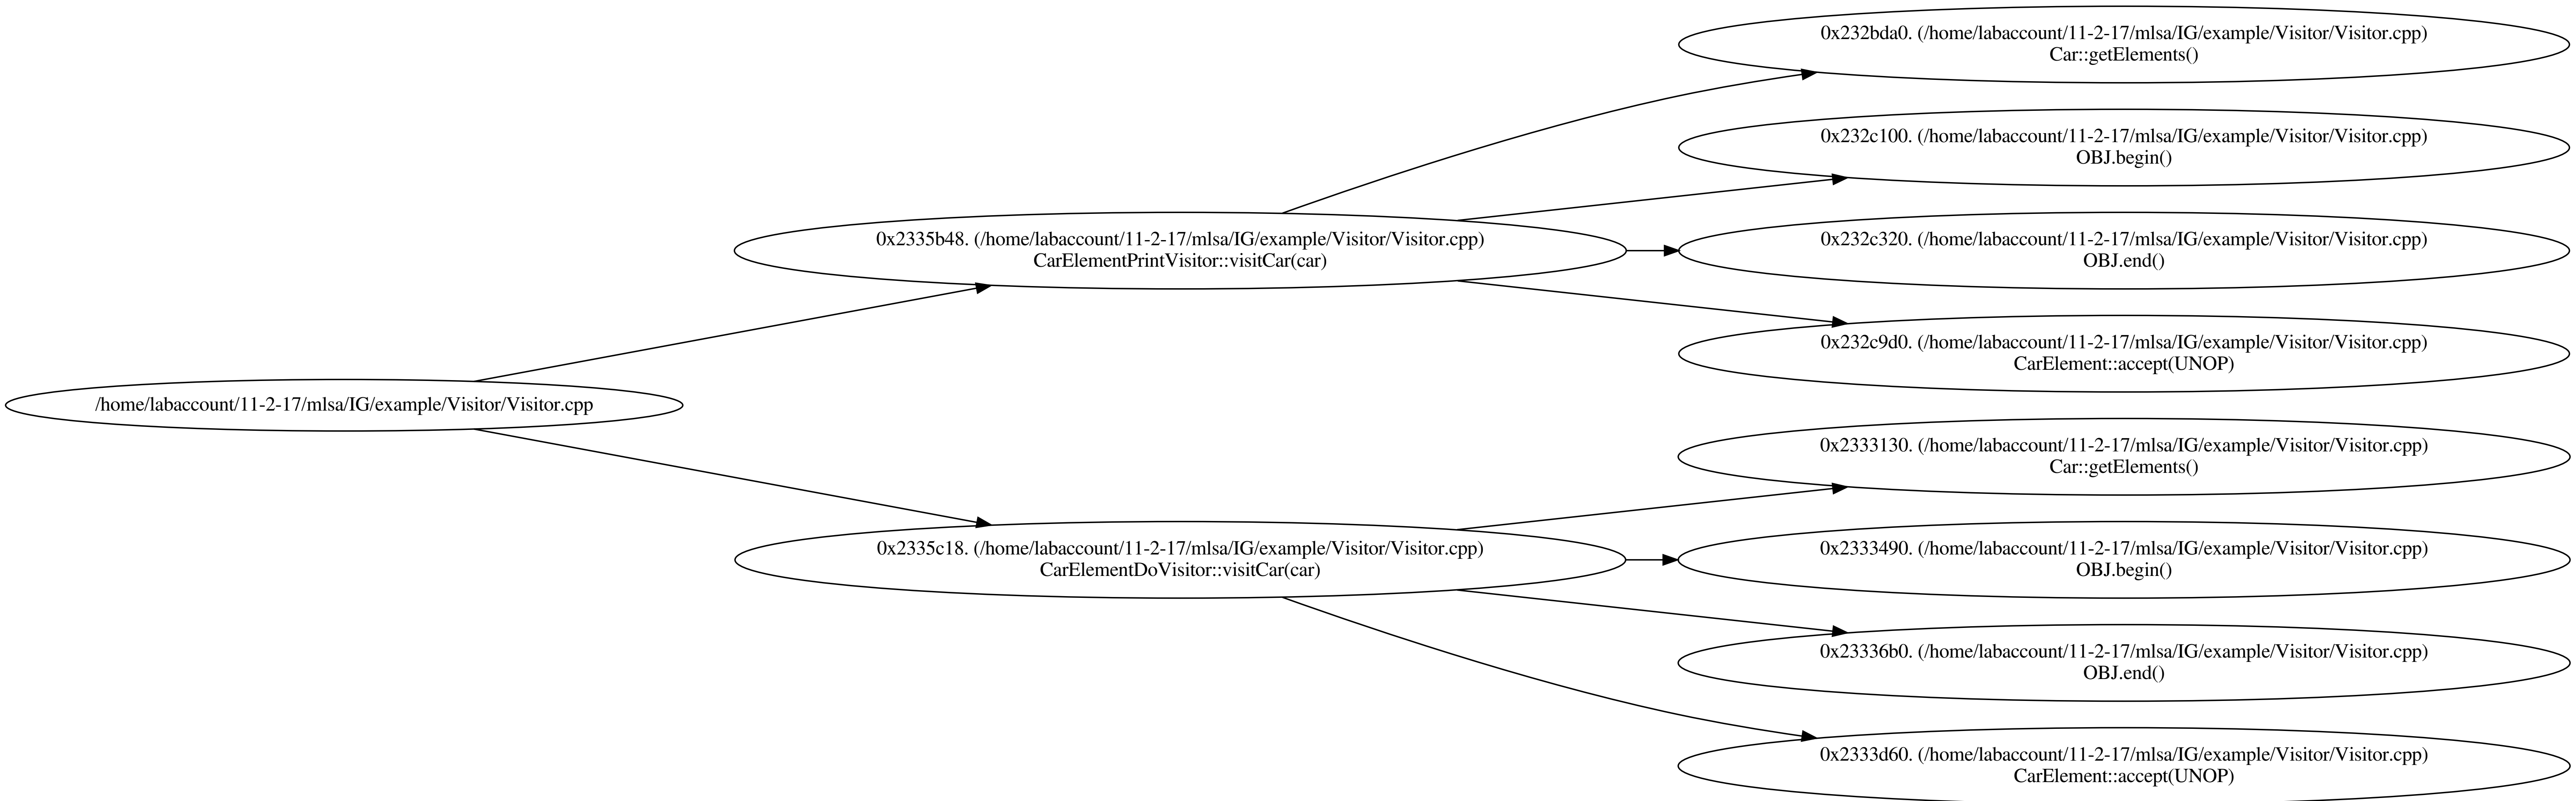 0x232bda0. (/home/labaccount/11-2-17/mlsa/IG/example/Visitor/Visitor.cpp)
Car::getElements()
0x232c100. (/home/labaccount/11-2-17/mlsa/IG/example/Visitor/Visitor.cpp)
OBJ.begin()
0x2335b48. (/home/labaccount/11-2-17/mlsa/IG/example/Visitor/Visitor.cpp)
CarElementPrintVisitor::visitCar(car)
0x232c320. (/home/labaccount/11-2-17/mlsa/IG/example/Visitor/Visitor.cpp)
OBJ.end()
0x232c9d0. (/home/labaccount/11-2-17/mlsa/IG/example/Visitor/Visitor.cpp)
CarElement::accept(UNOP)
/home/labaccount/11-2-17/mlsa/IG/example/Visitor/Visitor.cpp
0x2333130. (/home/labaccount/11-2-17/mlsa/IG/example/Visitor/Visitor.cpp)
Car::getElements()
0x2335c18. (/home/labaccount/11-2-17/mlsa/IG/example/Visitor/Visitor.cpp)
CarElementDoVisitor::visitCar(car)
0x2333490. (/home/labaccount/11-2-17/mlsa/IG/example/Visitor/Visitor.cpp)
OBJ.begin()
0x23336b0. (/home/labaccount/11-2-17/mlsa/IG/example/Visitor/Visitor.cpp)
OBJ.end()
0x2333d60. (/home/labaccount/11-2-17/mlsa/IG/example/Visitor/Visitor.cpp)
CarElement::accept(UNOP)